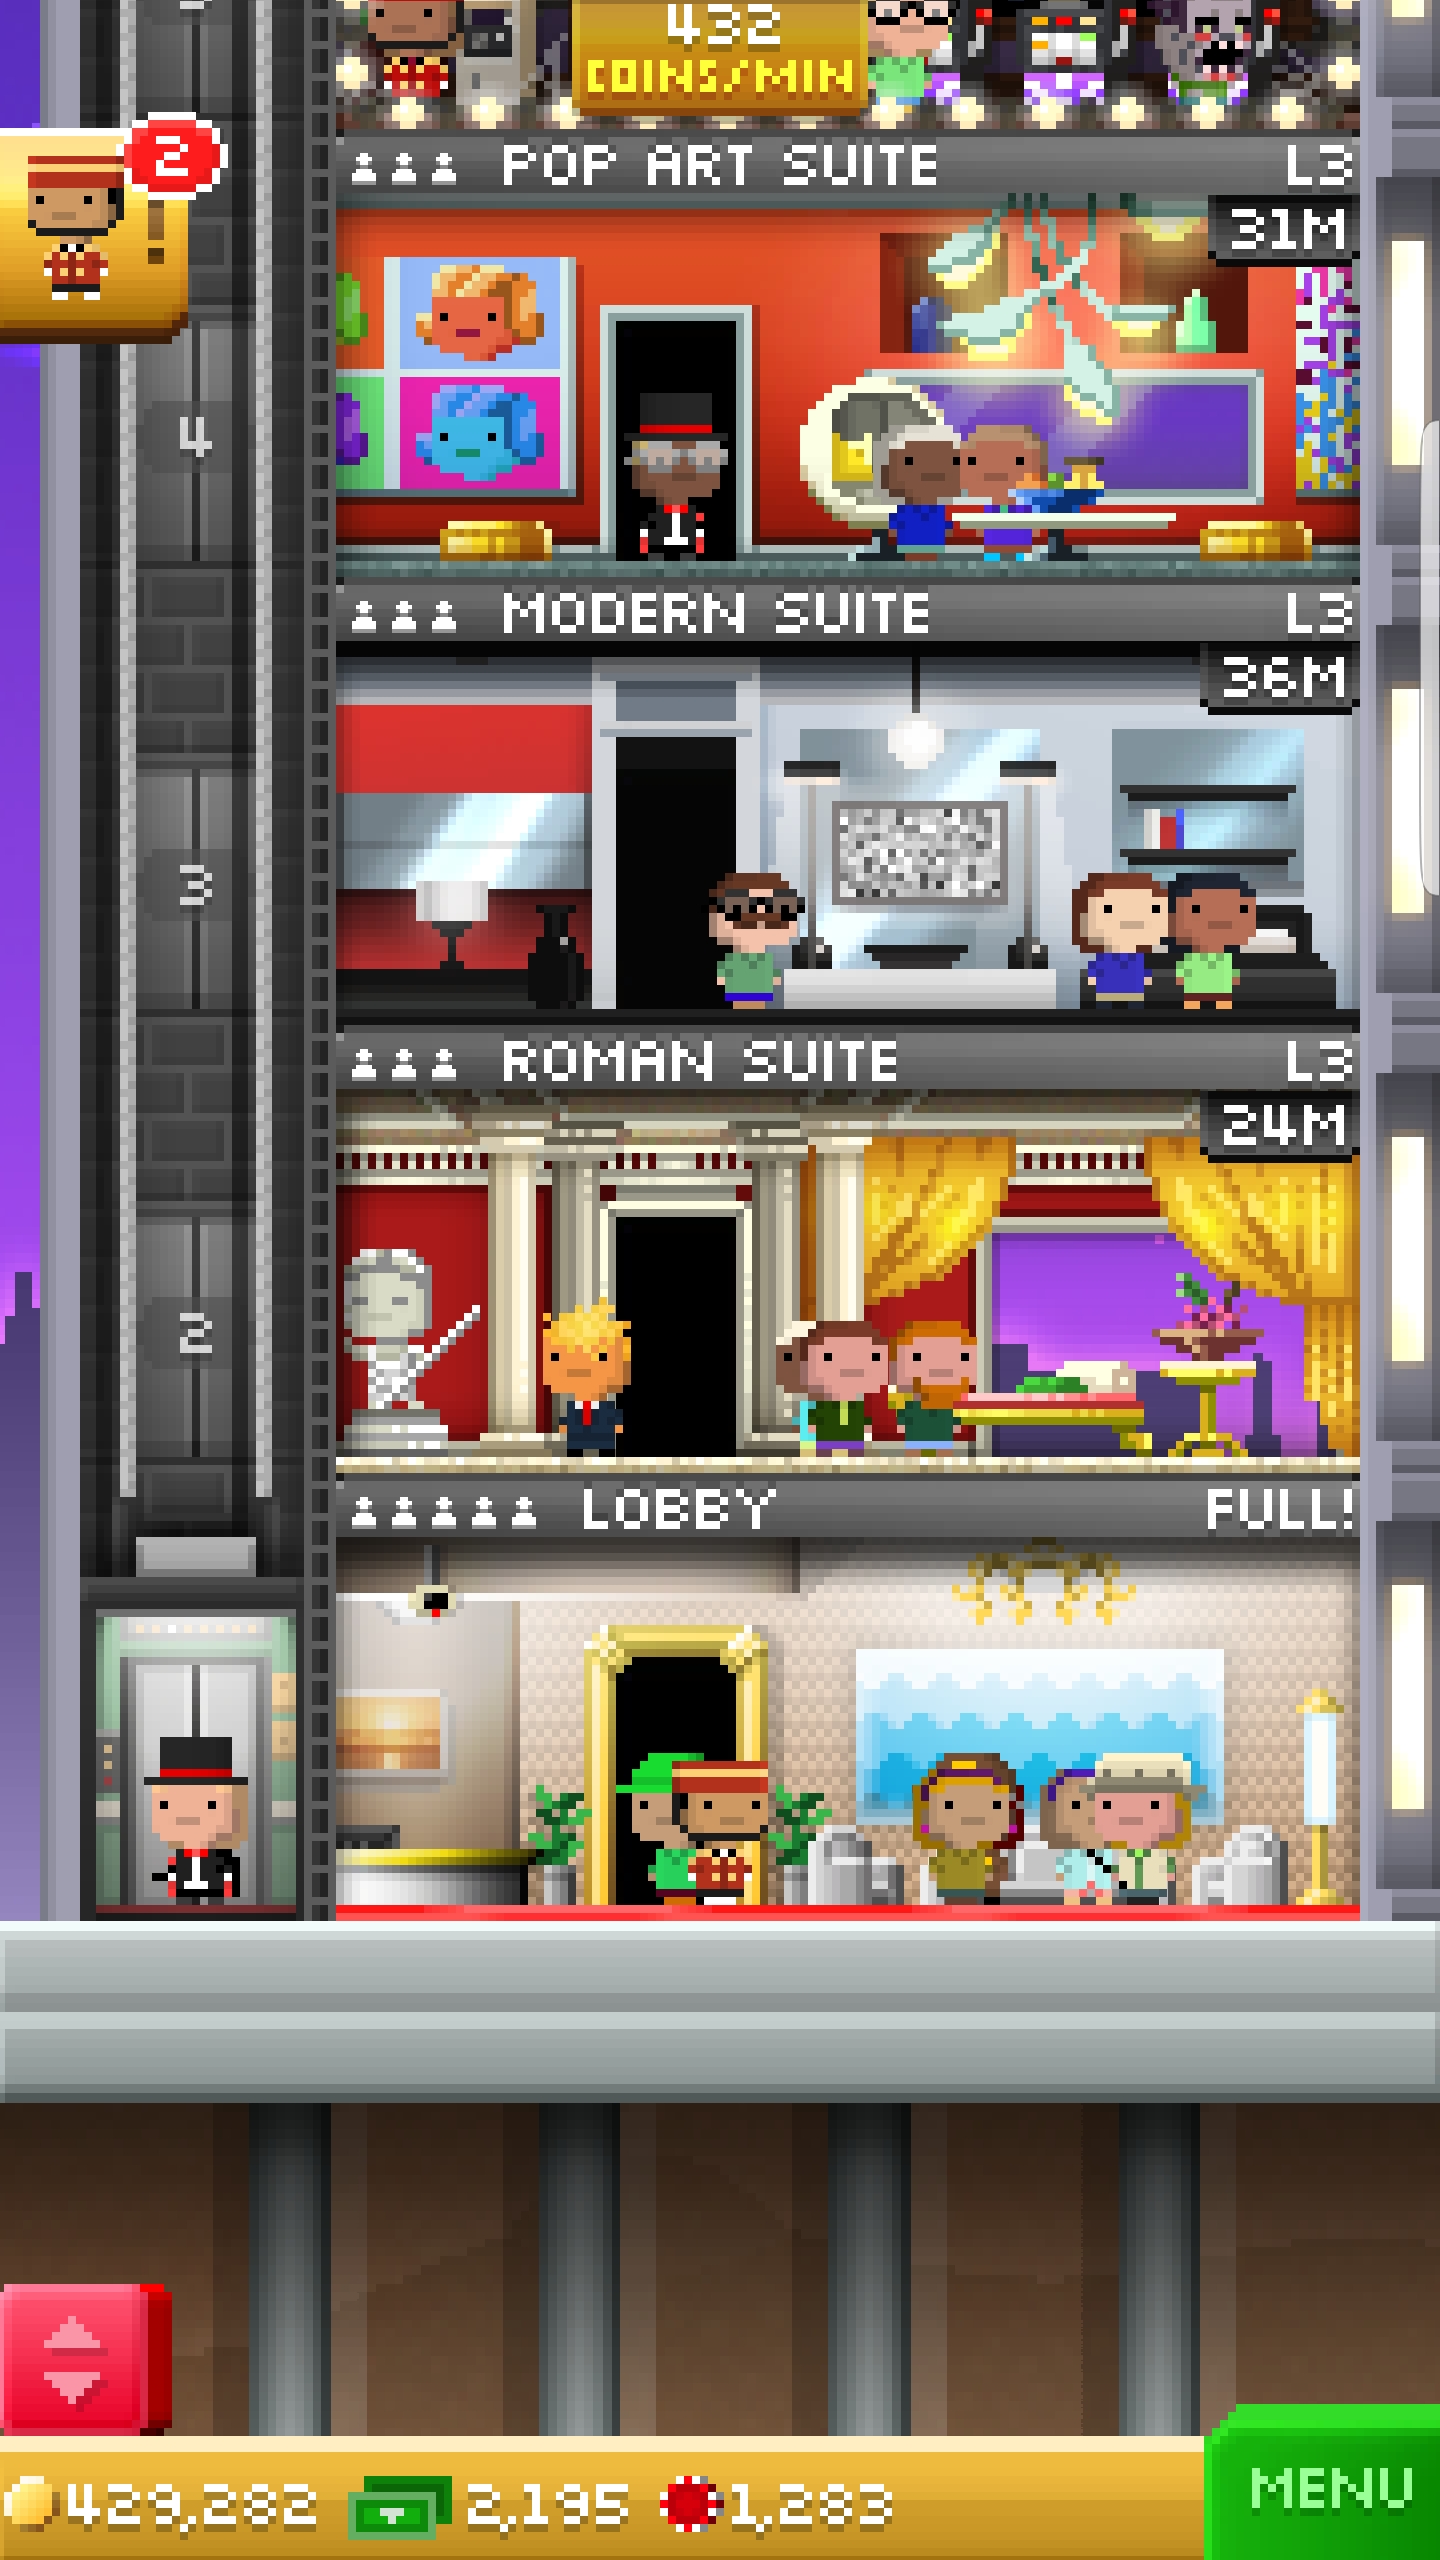 432
COINS/MIN
2
POP ART SUITE L3
31M
4
MODERN SUITE L3
36M
3
ROMAN SUITE L3
24M
2
LOBBY FULL!
429,282 2,195 1,283 MENU